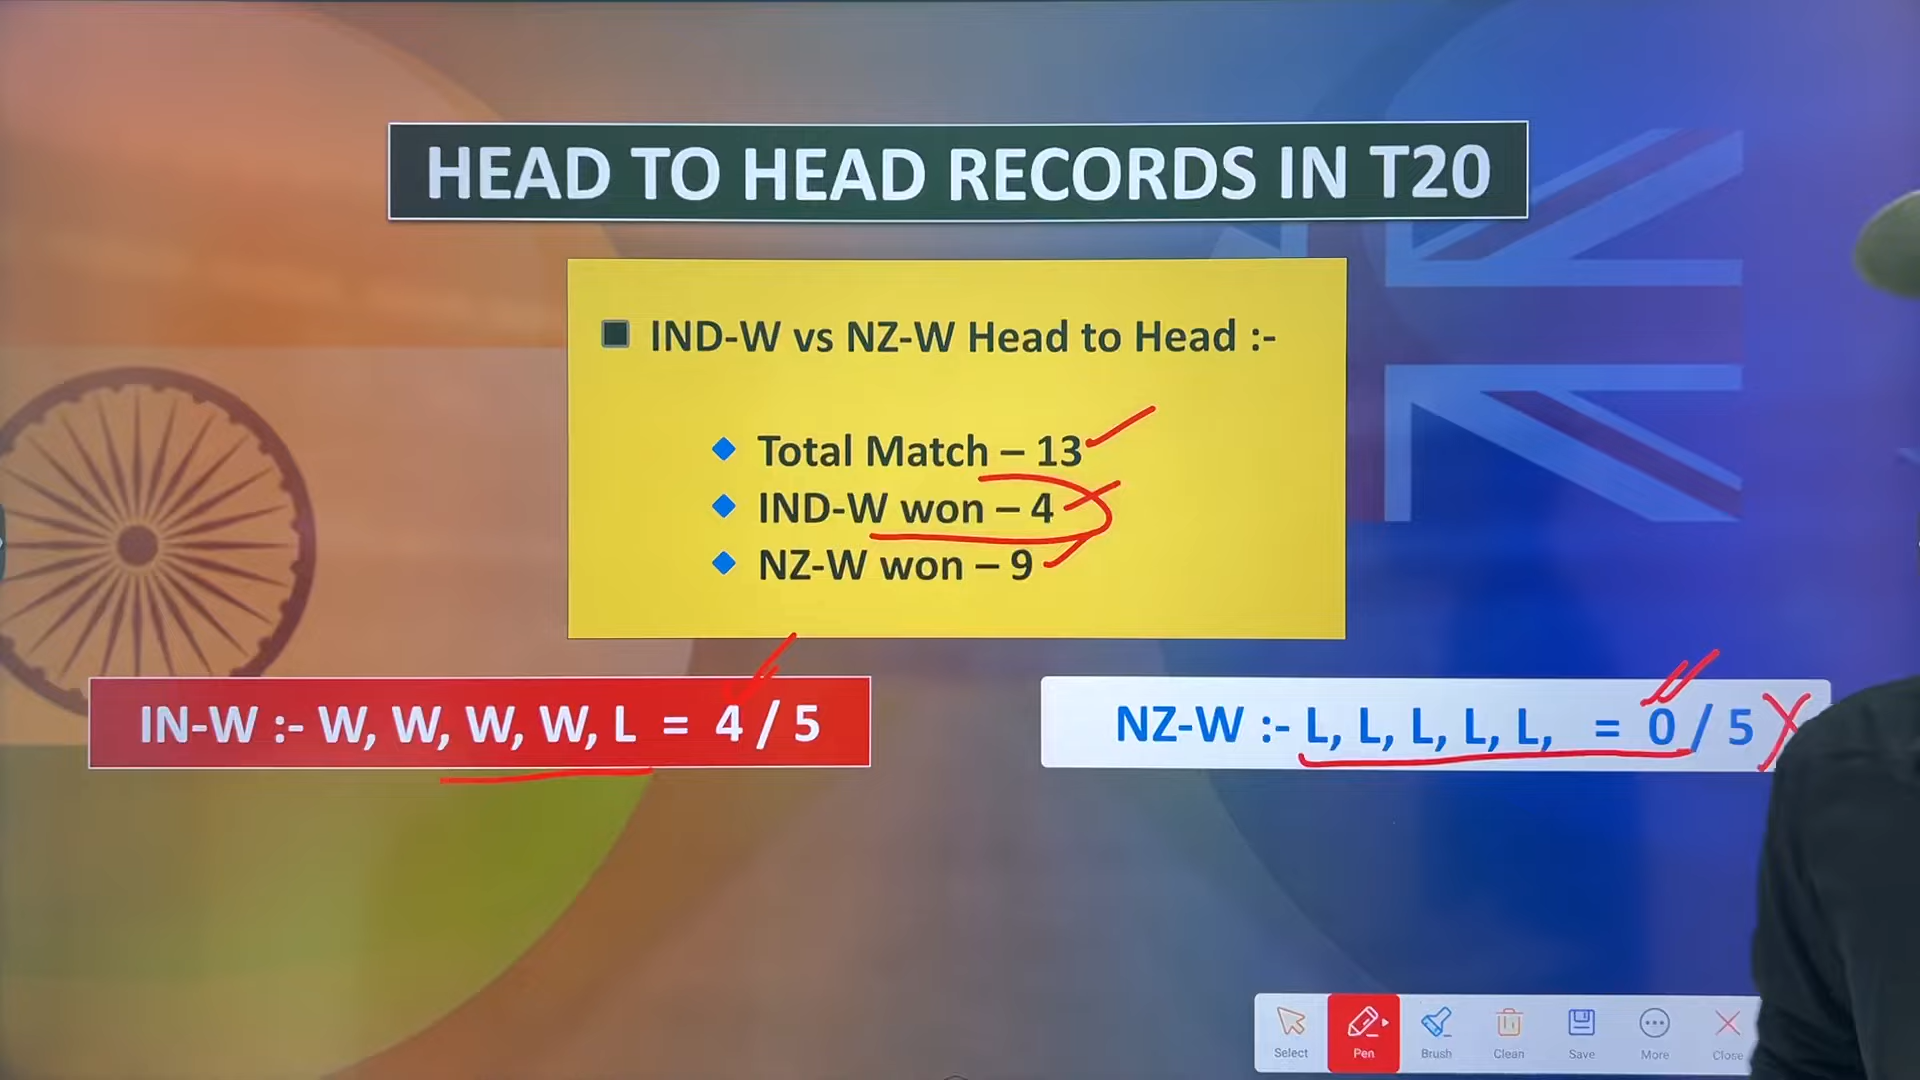 HEAD TO HEAD RECORDS IN T20
IND-W vs NZ-W Head to Head :-
Total Match – 13
IND-W won – 4
NZ-W won – 9
IN-W :- W, W, W, W, L = 4 / 5
NZ-W :- L, L, L, L, L, = 0 / 5
Select Pen Brush Clean Save More Close